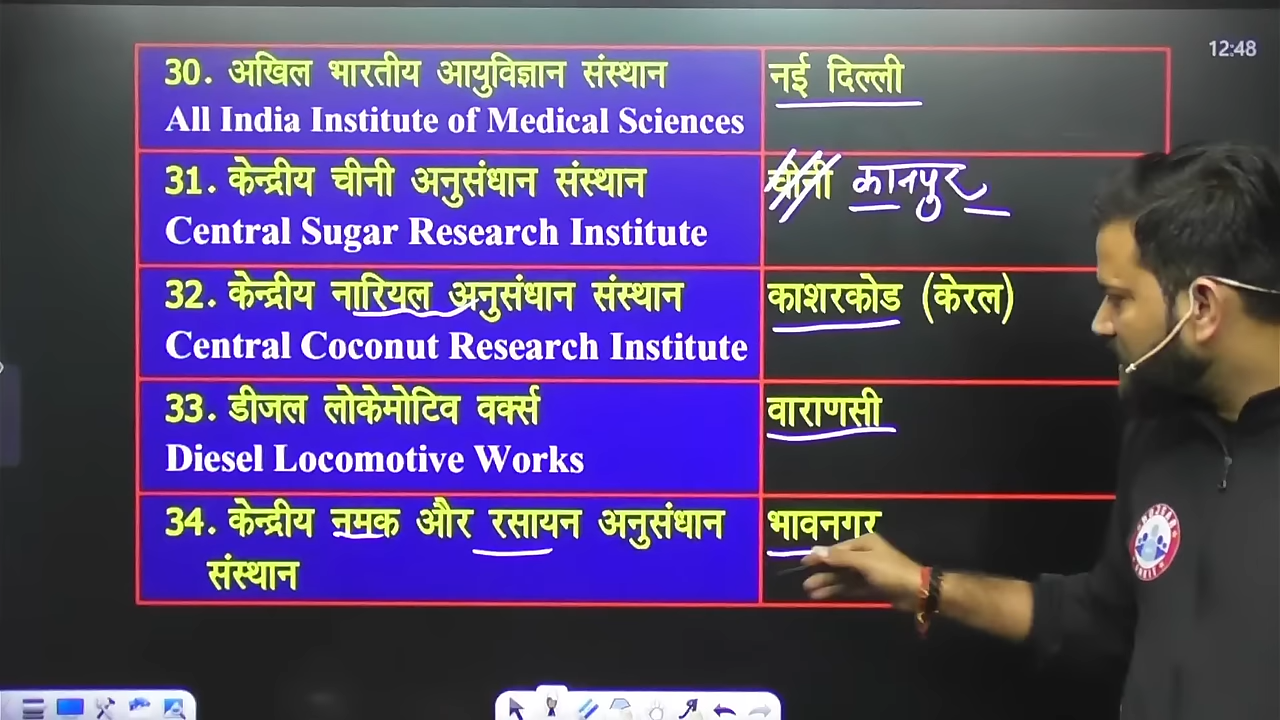 12:48
30. अखिल भारतीय आयुविज्ञान संस्थान
All India Institute of Medical Sciences
नई दिल्ली
31. केन्द्रीय चीनी अनुसंधान संस्थान
Central Sugar Research Institute
चीनी कानपुर
32. केन्द्रीय नारियल अनुसंधान संस्थान
Central Coconut Research Institute
काशरकोड (केरल)
33. डीजल लोकेमोटिव वर्क्स
Diesel Locomotive Works
वाराणसी
34. केन्द्रीय नमक और रसायन अनुसंधान
संस्थान
भावनगर